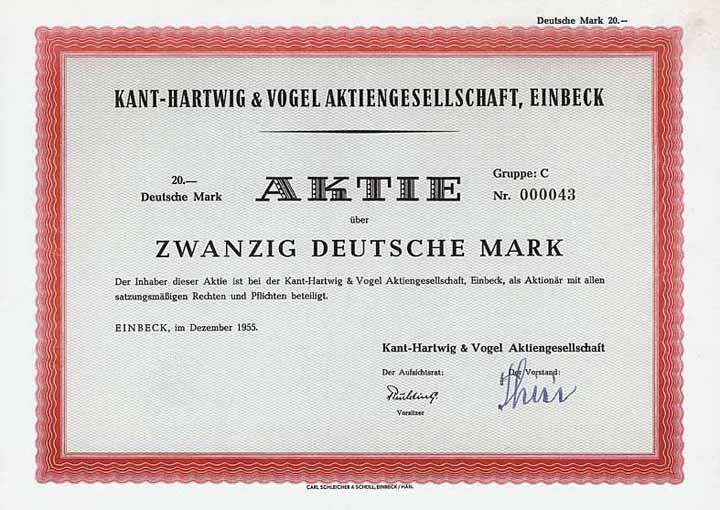 Deutsche Mark 20.—
KANT-HARTWIG & VOGEL AKTIENGESELLSCHAFT, EINBECK
20.—
Deutsche Mark
AKTIE
Gruppe: C
Nr. 000043
über
ZWANZIG DEUTSCHE MARK
Der Inhaber dieser Aktie ist bei der Kant-Hartwig & Vogel Aktiengesellschaft, Einbeck, als Aktionär mit allen
satzungsmäßigen Rechten und Pflichten beteiligt.
EINBECK, im Dezember 1955.
Kant-Hartwig & Vogel Aktiengesellschaft
Der Aufsichtsrat:
Der Vorstand:
Vorsitzer
CARL SCHLEICHER & SCHÜLL, EINBECK / HAN.